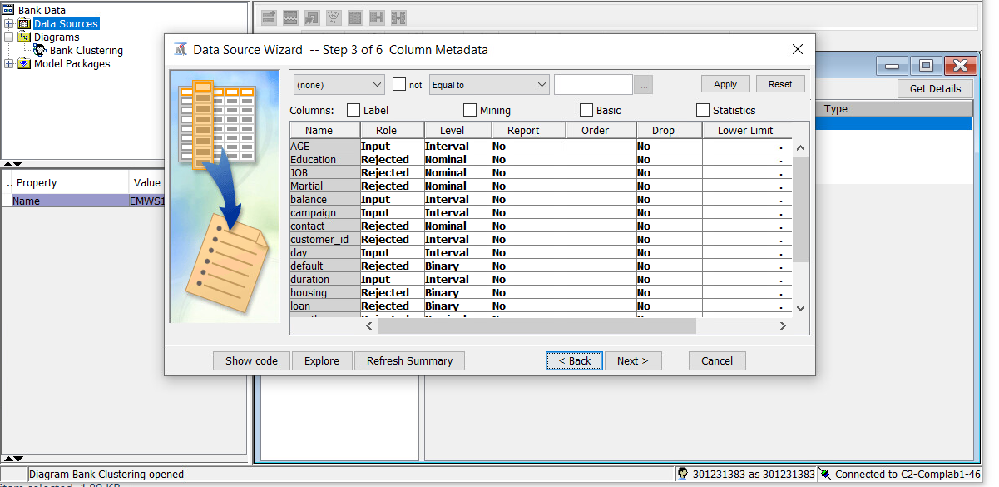 Bank Data
Data Sources
Diagrams
Bank Clustering
Model Packages
.. Property Value
Name EMWS1
Data Source Wizard -- Step 3 of 6 Column Metadata
(none) not Equal to ... Apply Reset
Columns: Label Mining Basic Statistics
Name Role Level Report Order Drop Lower Limit
AGE Input Interval No No .
Education Rejected Nominal No No .
JOB Rejected Nominal No No .
Martial Rejected Nominal No No .
balance Input Interval No No .
campaign Input Interval No No .
contact Rejected Nominal No No .
customer_id Rejected Interval No No .
day Input Interval No No .
default Rejected Binary No No .
duration Input Interval No No .
housing Rejected Binary No No .
loan Rejected Binary No No .
Show code Explore Refresh Summary < Back Next > Cancel
Get Details
Type
Diagram Bank Clustering opened
301231383 as 301231383 Connected to C2-Complab1-46